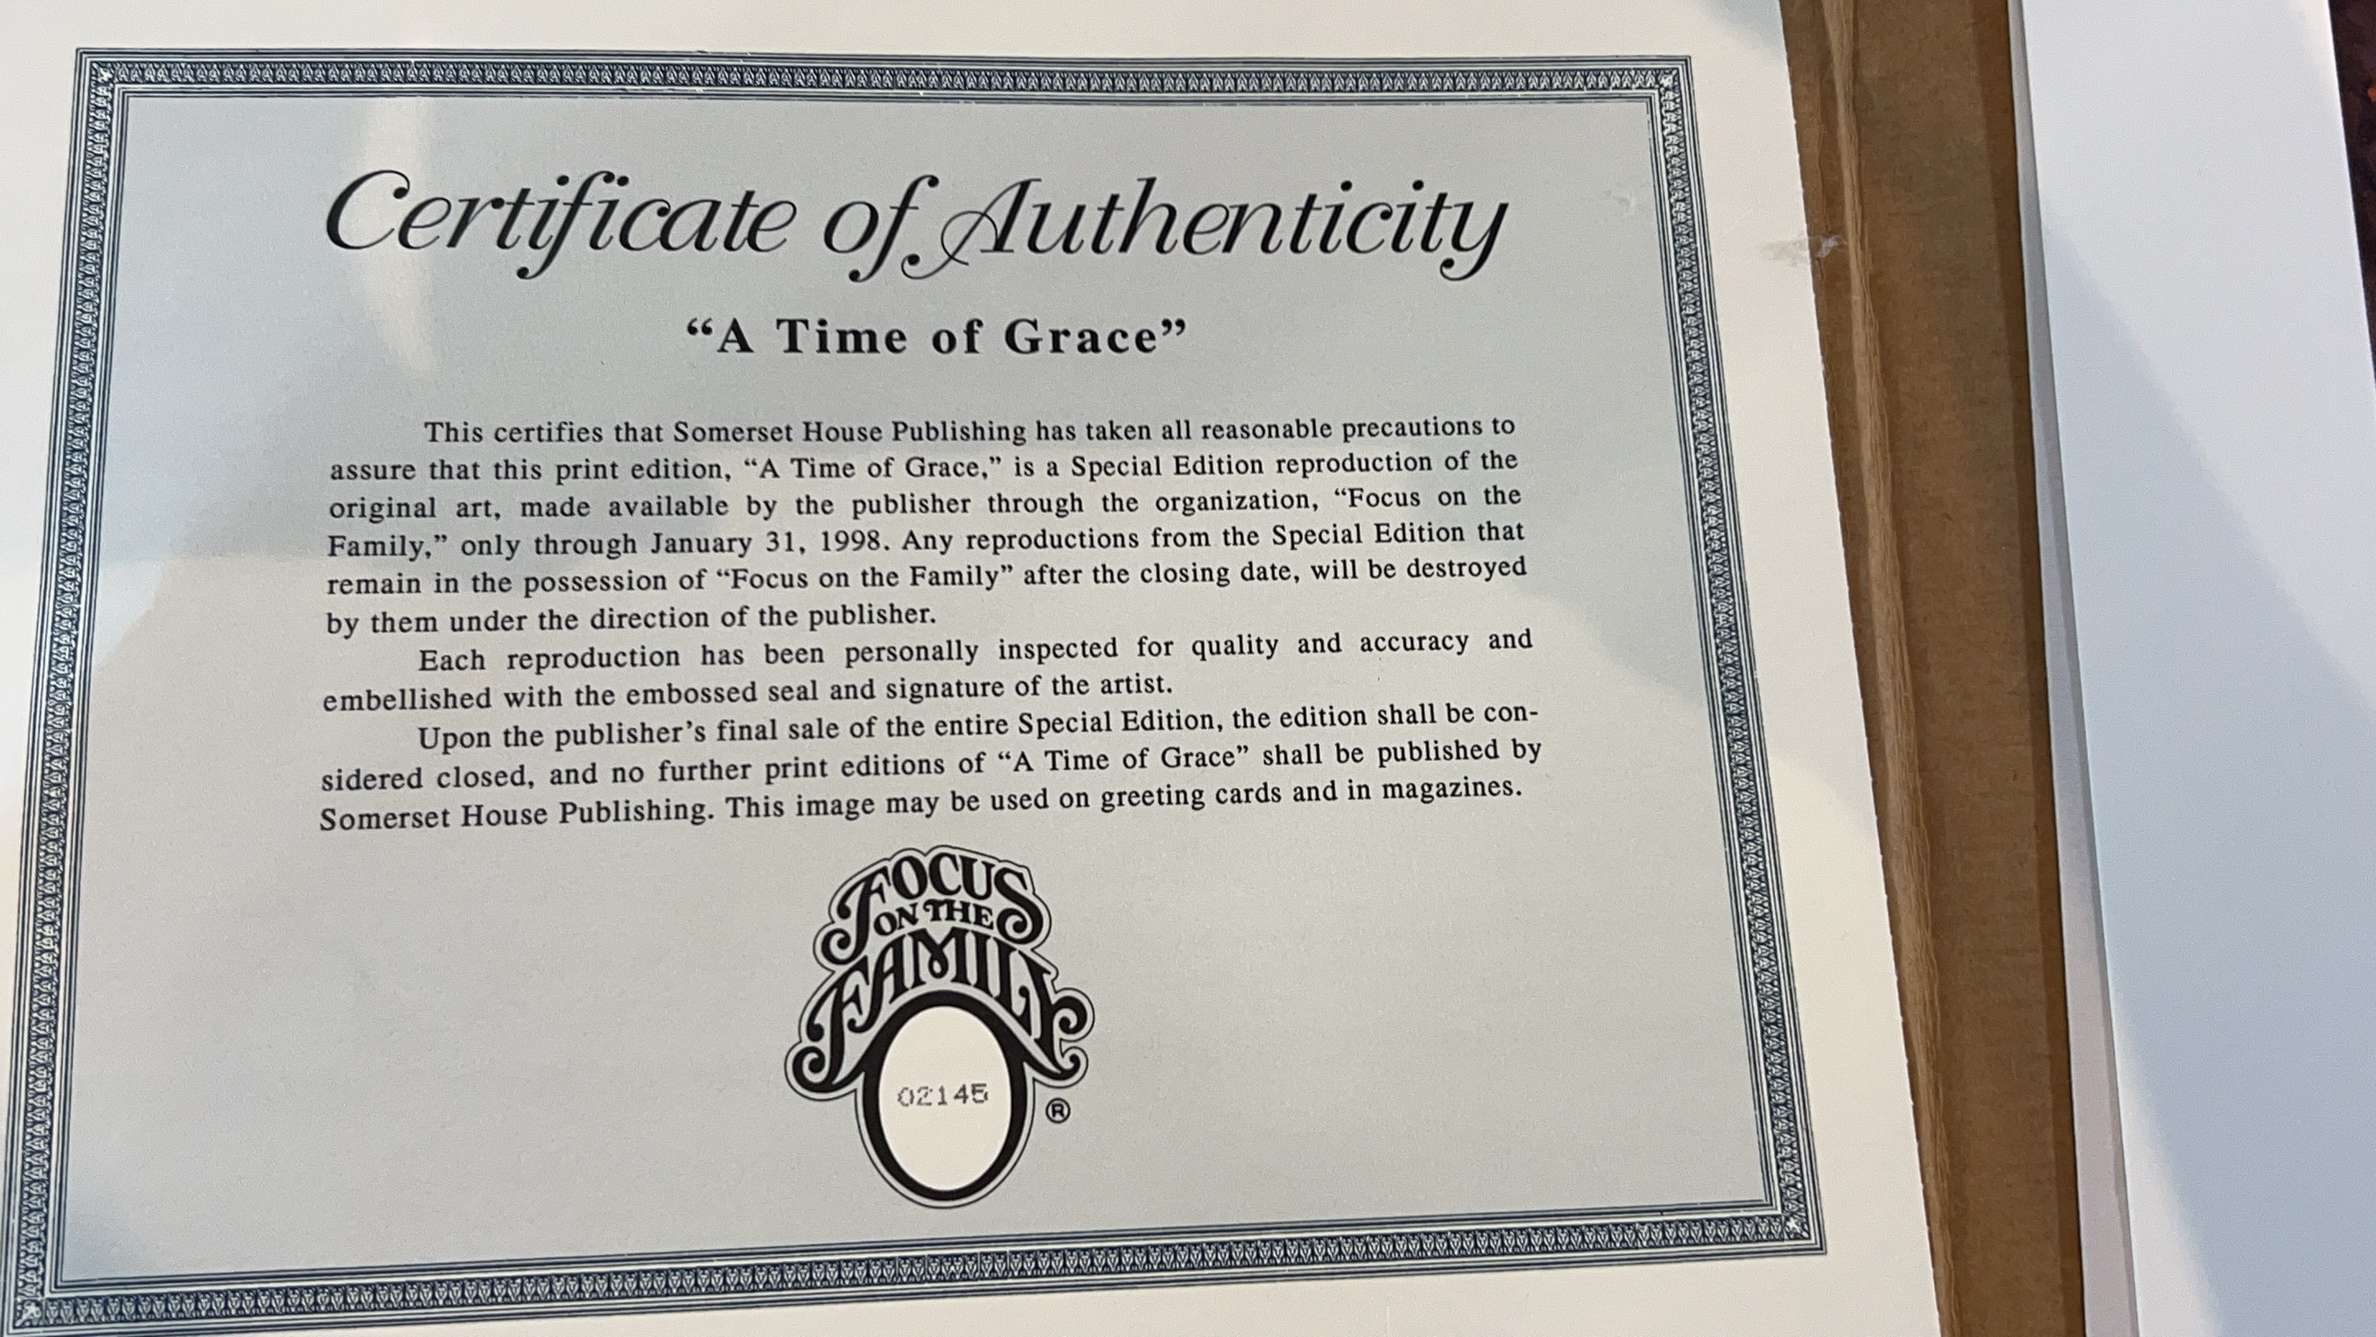 Certificate of Authenticity
“A Time of Grace”
This certifies that Somerset House Publishing has taken all reasonable precautions to
assure that this print edition, “A Time of Grace,” is a Special Edition reproduction of the
original art, made available by the publisher through the organization, “Focus on the
Family,” only through January 31, 1998. Any reproductions from the Special Edition that
remain in the possession of “Focus on the Family” after the closing date, will be destroyed
by them under the direction of the publisher.
Each reproduction has been personally inspected for quality and accuracy and
embellished with the embossed seal and signature of the artist.
Upon the publisher’s final sale of the entire Special Edition, the edition shall be con-
sidered closed, and no further print editions of “A Time of Grace” shall be published by
Somerset House Publishing. This image may be used on greeting cards and in magazines.
FOCUS
ON THE
FAMILY
02145
®